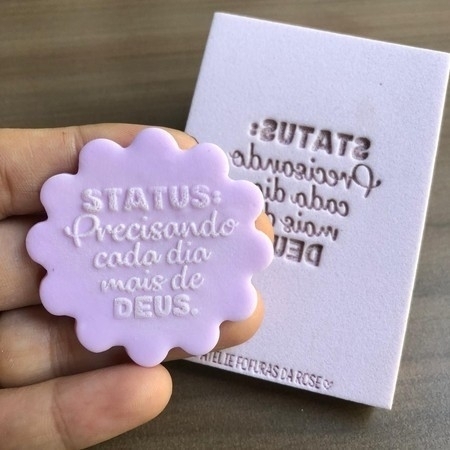 STATUS:
Precisando
cada dia
mais de
DEUS.
STATUS:
Precisando
cada dia
mais de
DEUS
ATELIE FOFURAS DA ROSE